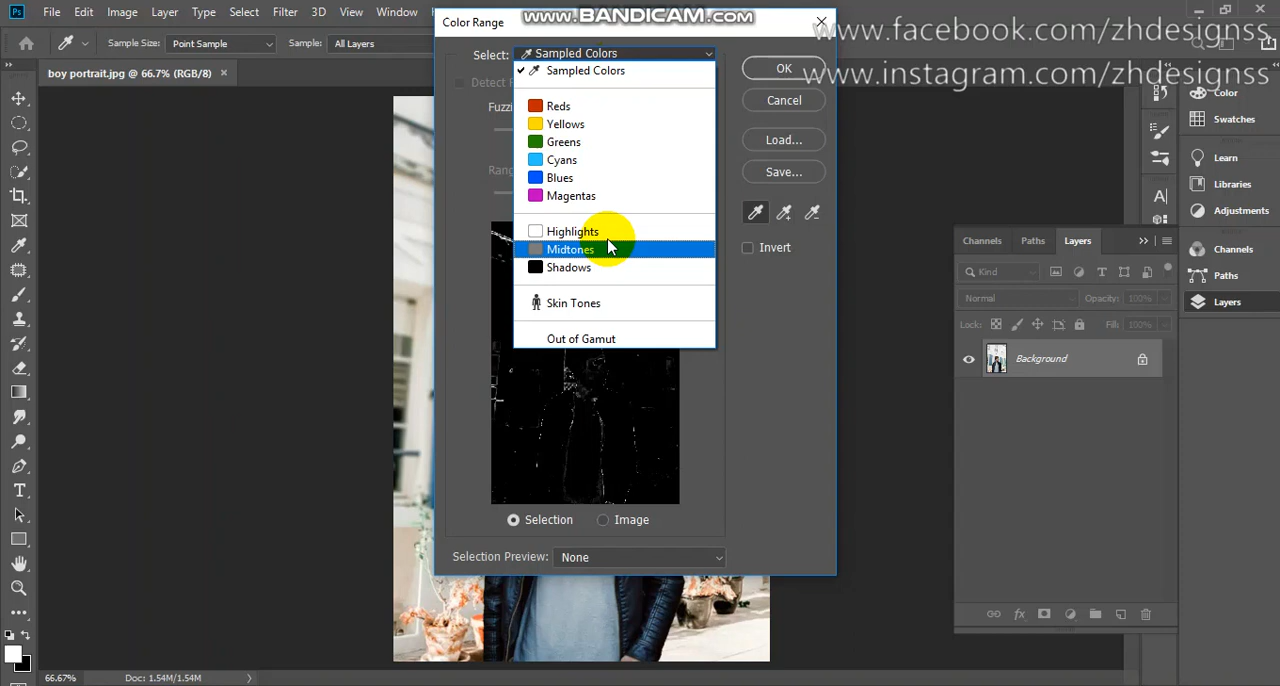 Ps File Edit Image Layer Type Select Filter 3D View Window
Color Range
www.BANDICAM.com
www.facebook.com/zhdesignss
www.instagram.com/zhdesignss
Sample Size: Point Sample Sample: All Layers
boy portrait.jpg @ 66.7% (RGB/8) ×
Select: Sampled Colors
Sampled Colors
Reds
Yellows
Greens
Cyans
Blues
Magentas
Highlights
Midtones
Shadows
Skin Tones
Out of Gamut
OK
Cancel
Load...
Save...
Invert
Selection Image
Selection Preview: None
Color
Swatches
Learn
Libraries
Adjustments
Channels
Paths
Layers
Channels Paths Layers
Kind
Normal Opacity: 100%
Lock: Fill: 100%
Background
66.67% Doc: 1.54M/1.54M